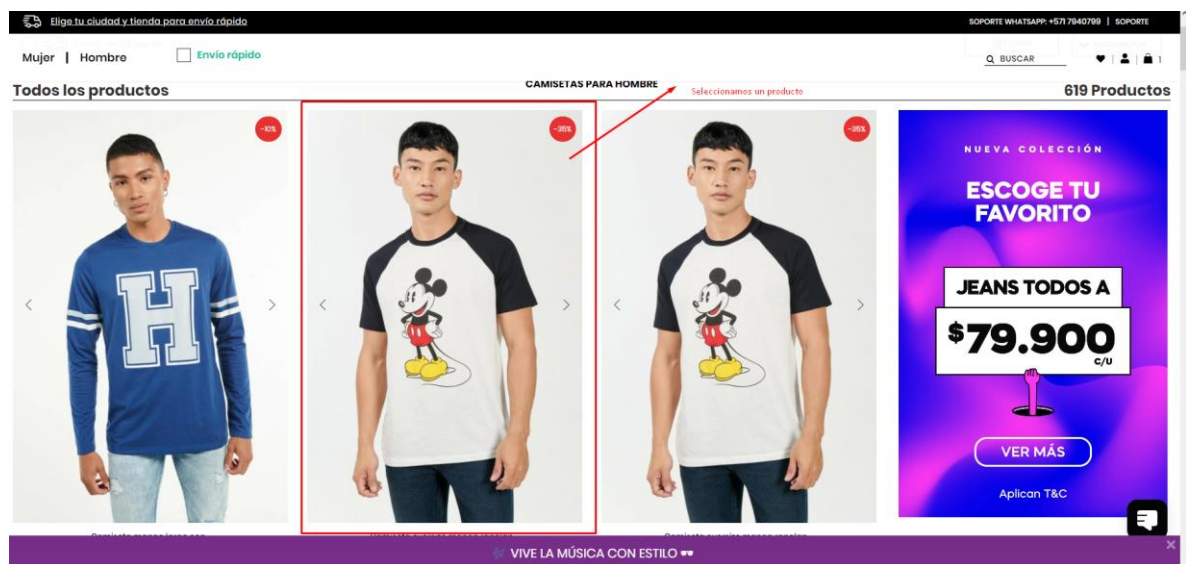 Elige tu ciudad y tienda para envío rápido
SOPORTE WHATSAPP: +571 7940799 | SOPORTE
Mujer | Hombre
Envío rápido
BUSCAR
1
Todos los productos
CAMISETAS PARA HOMBRE
Seleccionamos un producto
619 Productos
-10%
-35%
-35%
H
NUEVA COLECCIÓN
ESCOGE TU
FAVORITO
JEANS TODOS A
$79.900
C/U
VER MÁS
Aplican T&C
VIVE LA MÚSICA CON ESTILO